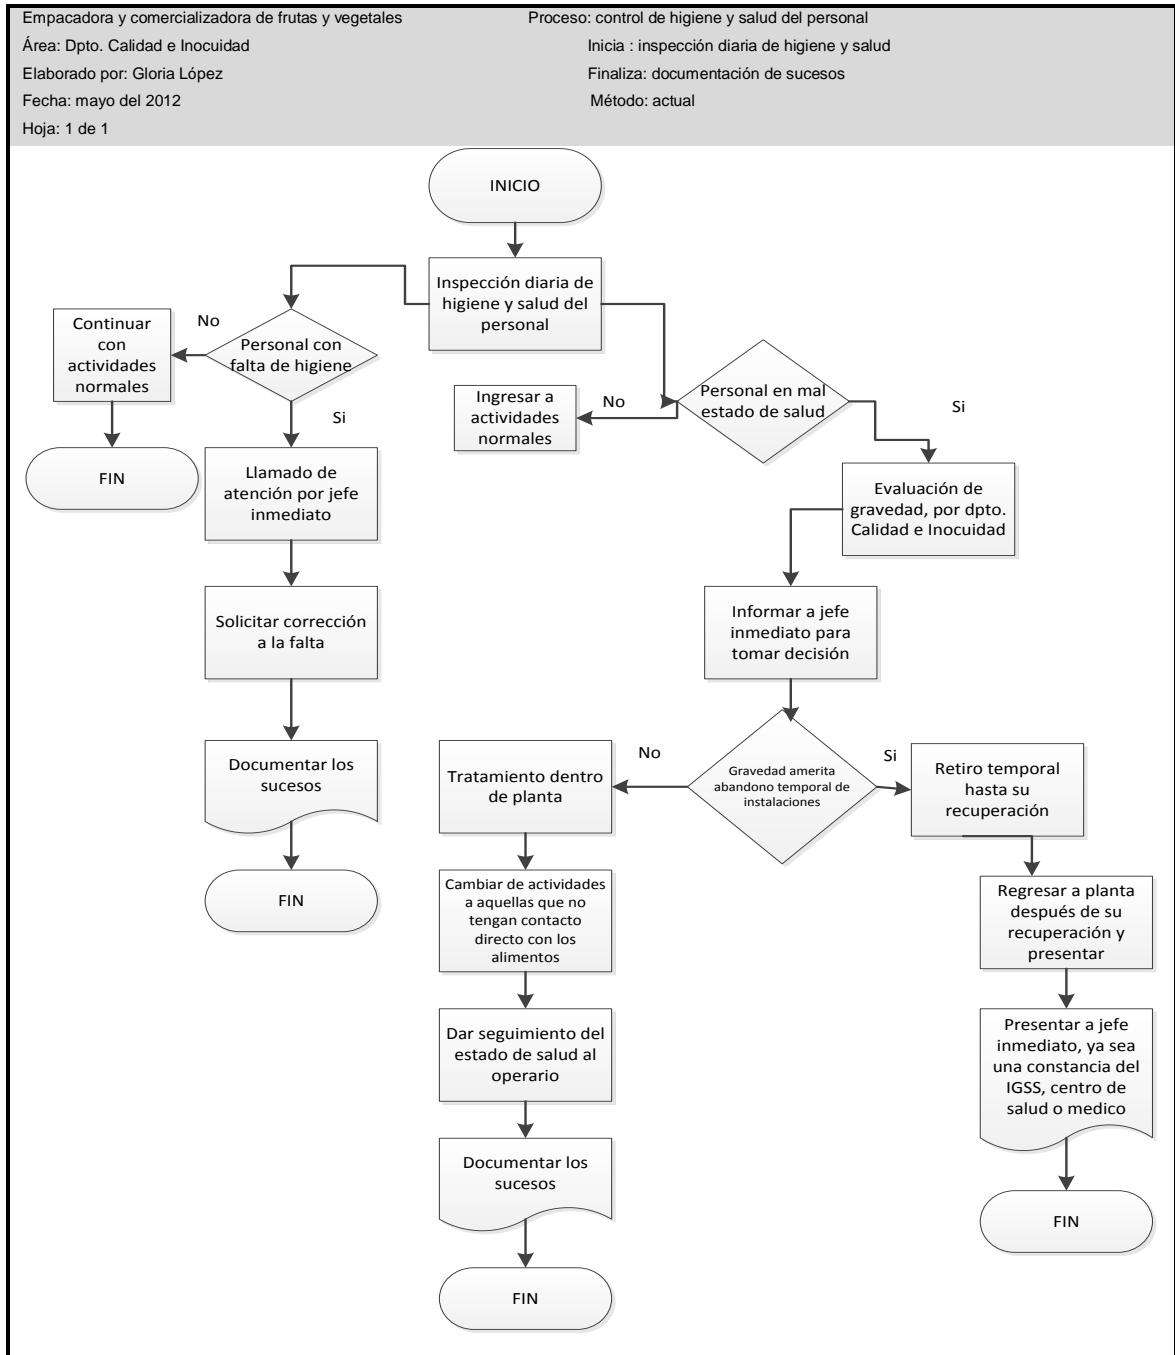 Empacadora y comercializadora de frutas y vegetales
Proceso: control de higiene y salud del personal
Área: Dpto. Calidad e Inocuidad
Inicia : inspección diaria de higiene y salud
Elaborado por: Gloria López
Finaliza: documentación de sucesos
Fecha: mayo del 2012
Método: actual
Hoja: 1 de 1
INICIO
Inspección diaria de
higiene y salud del
personal
Personal con
falta de higiene
No
Continuar
con
actividades
normales
FIN
Si
Llamado de
atención por jefe
inmediato
Solicitar corrección
a la falta
Documentar los
sucesos
FIN
Personal en mal
estado de salud
No
Ingresar a
actividades
normales
Si
Evaluación de
gravedad, por dpto.
Calidad e Inocuidad
Informar a jefe
inmediato para
tomar decisión
Gravedad amerita
abandono temporal de
instalaciones
No
Tratamiento dentro
de planta
Cambiar de actividades
a aquellas que no
tengan contacto
directo con los
alimentos
Dar seguimiento del
estado de salud al
operario
Documentar los
sucesos
FIN
Si
Retiro temporal
hasta su
recuperación
Regresar a planta
después de su
recuperación y
presentar
Presentar a jefe
inmediato, ya sea
una constancia del
IGSS, centro de
salud o medico
FIN